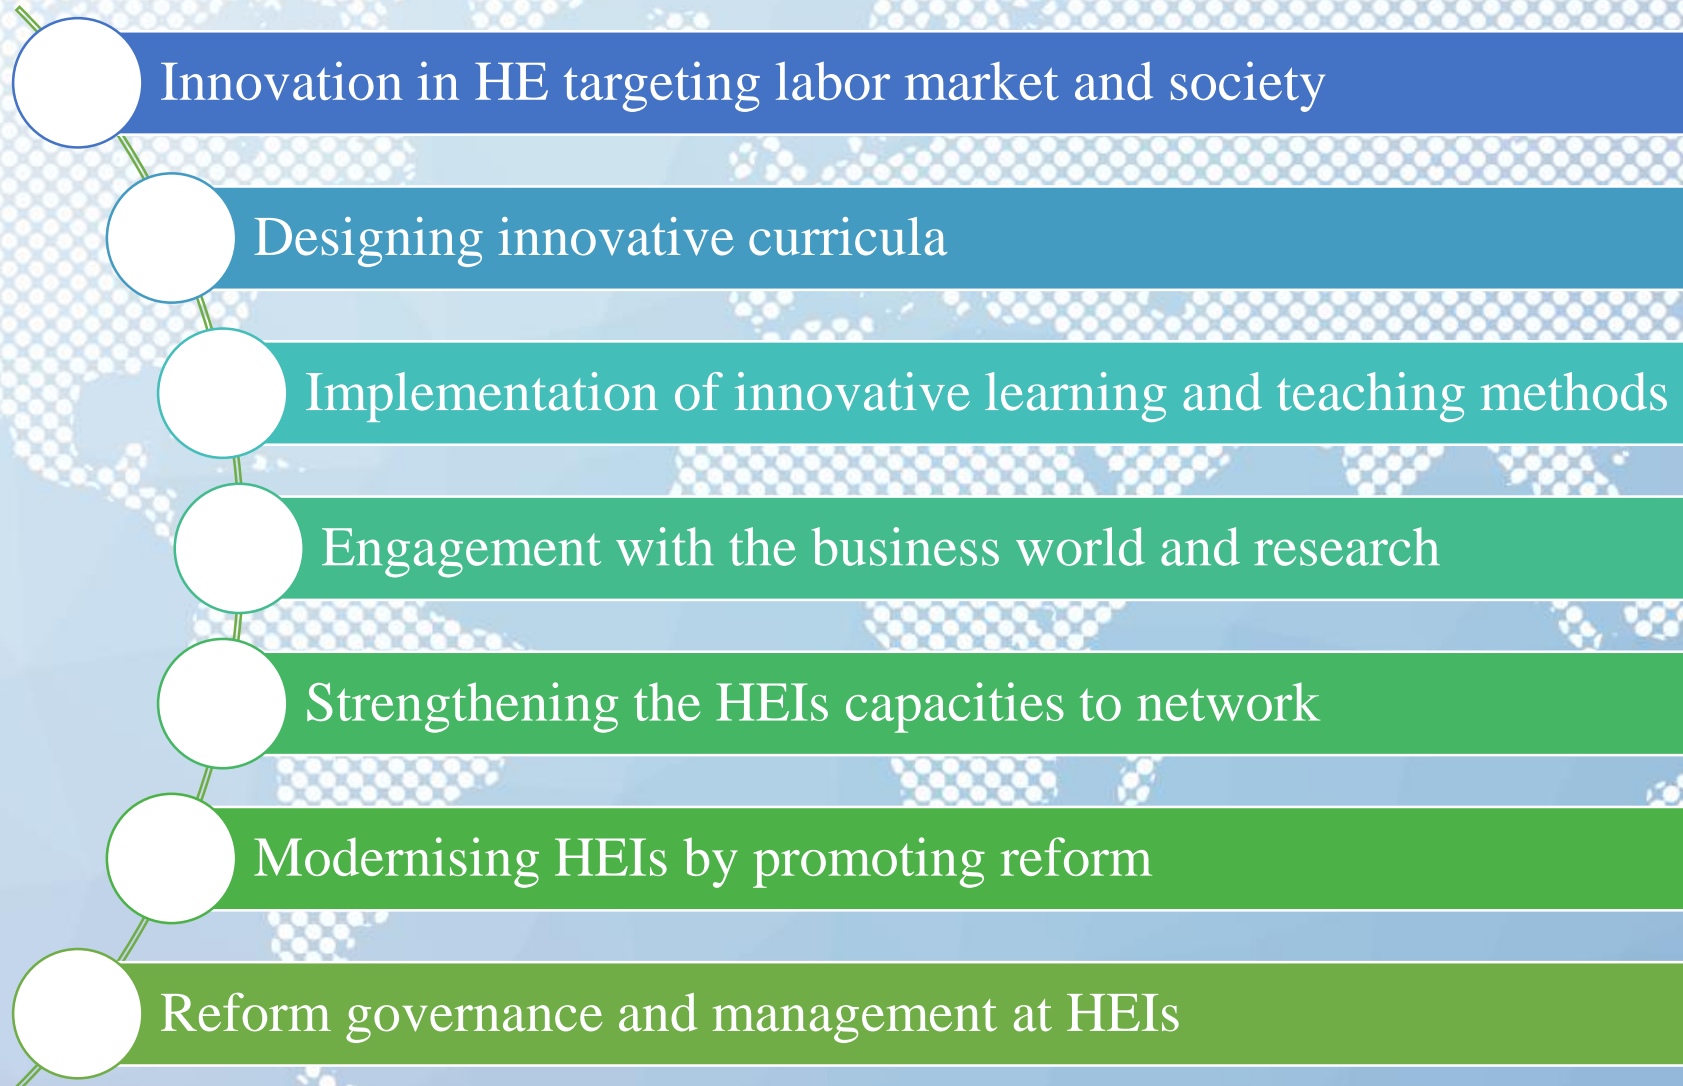 Innovation in HE targeting labor market and society
Designing innovative curricula
Implementation of innovative learning and teaching methods
Engagement with the business world and research
Strengthening the HEIs capacities to network
Modernising HEIs by promoting reform
Reform governance and management at HEIs